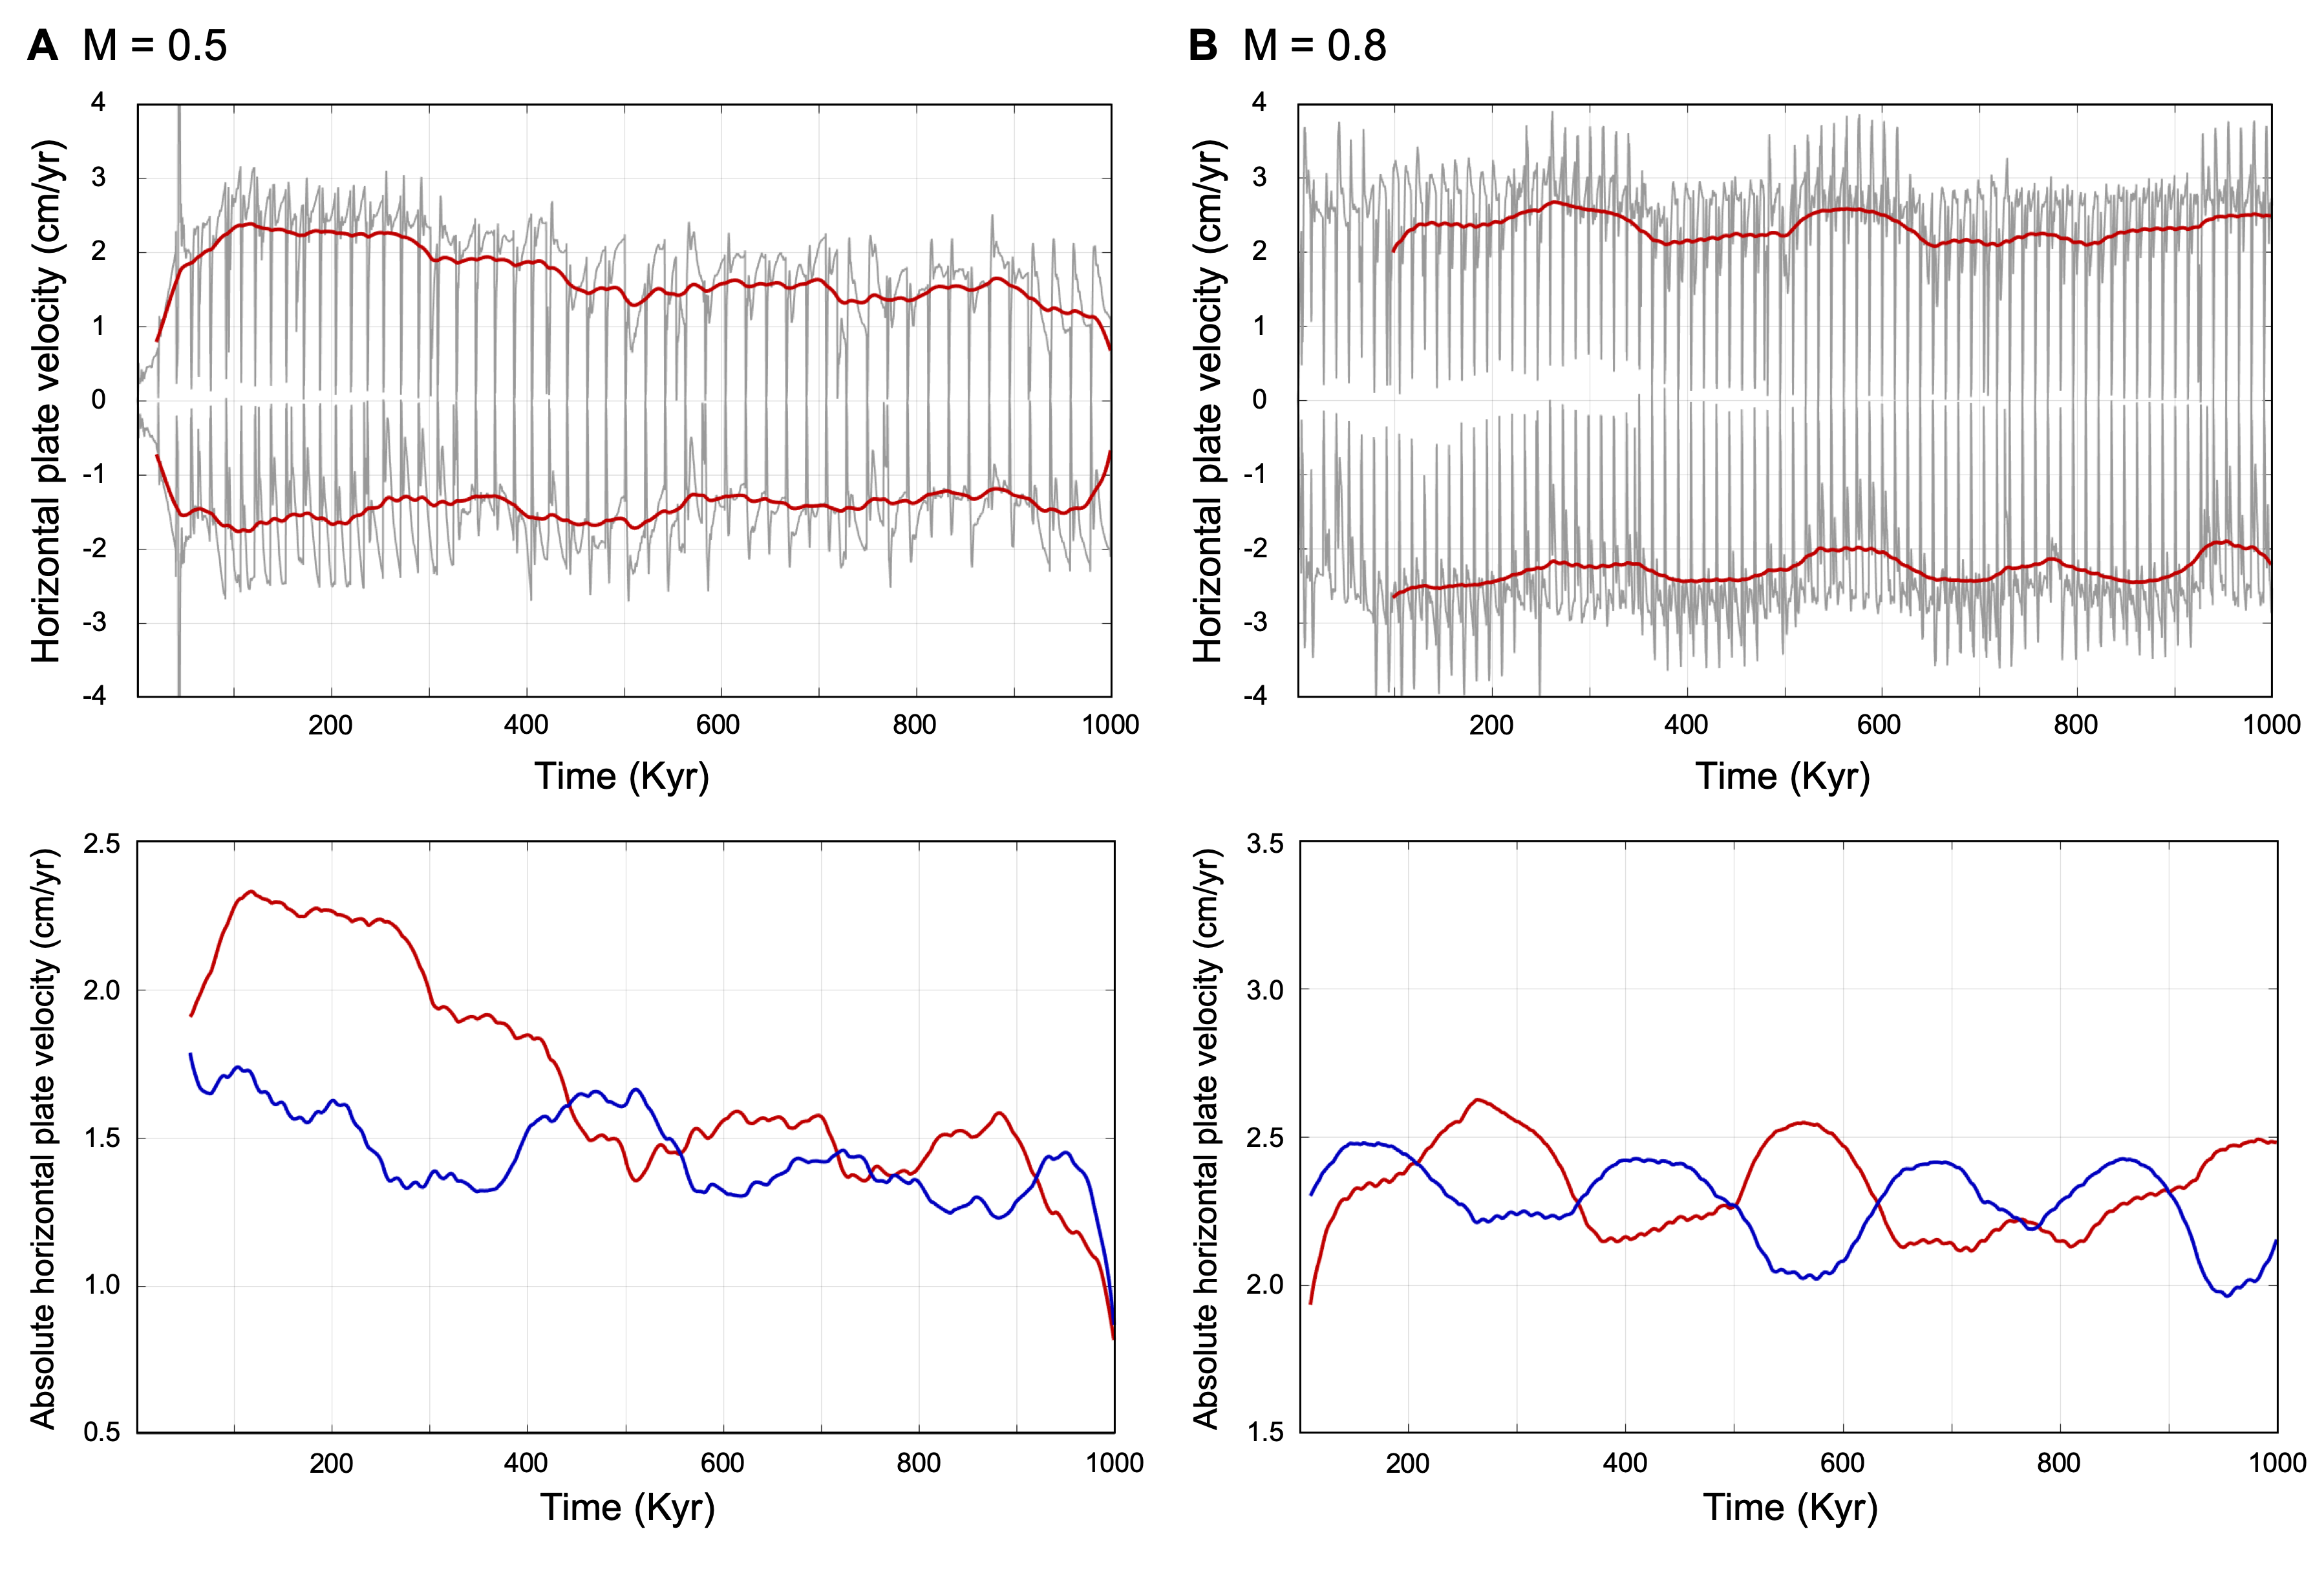 A M = 0.5
B M = 0.8
Horizontal plate velocity (cm/yr)
4
3
2
1
0
-1
-2
-3
-4
200 400 600 800 1000
Time (Kyr)
Horizontal plate velocity (cm/yr)
4
3
2
1
0
-1
-2
-3
-4
200 400 600 800 1000
Time (Kyr)
Absolute horizontal plate velocity (cm/yr)
2.5
2.0
1.5
1.0
0.5
200 400 600 800 1000
Time (Kyr)
Absolute horizontal plate velocity (cm/yr)
3.5
3.0
2.5
2.0
1.5
200 400 600 800 1000
Time (Kyr)